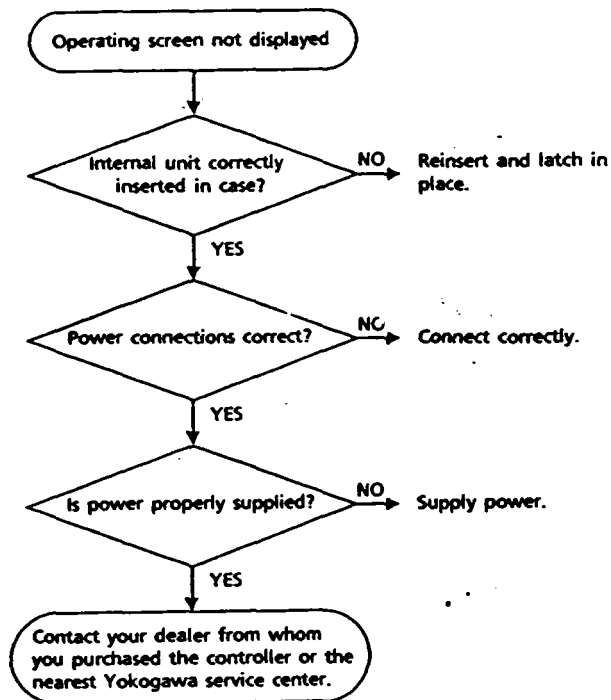 Operating screen not displayed
Internal unit correctly
inserted in case?
NO
Reinsert and latch in
place.
YES
Power connections correct?
NO
Connect correctly.
YES
Is power properly supplied?
NO
Supply power.
YES
Contact your dealer from whom
you purchased the controller or the
nearest Yokogawa service center.